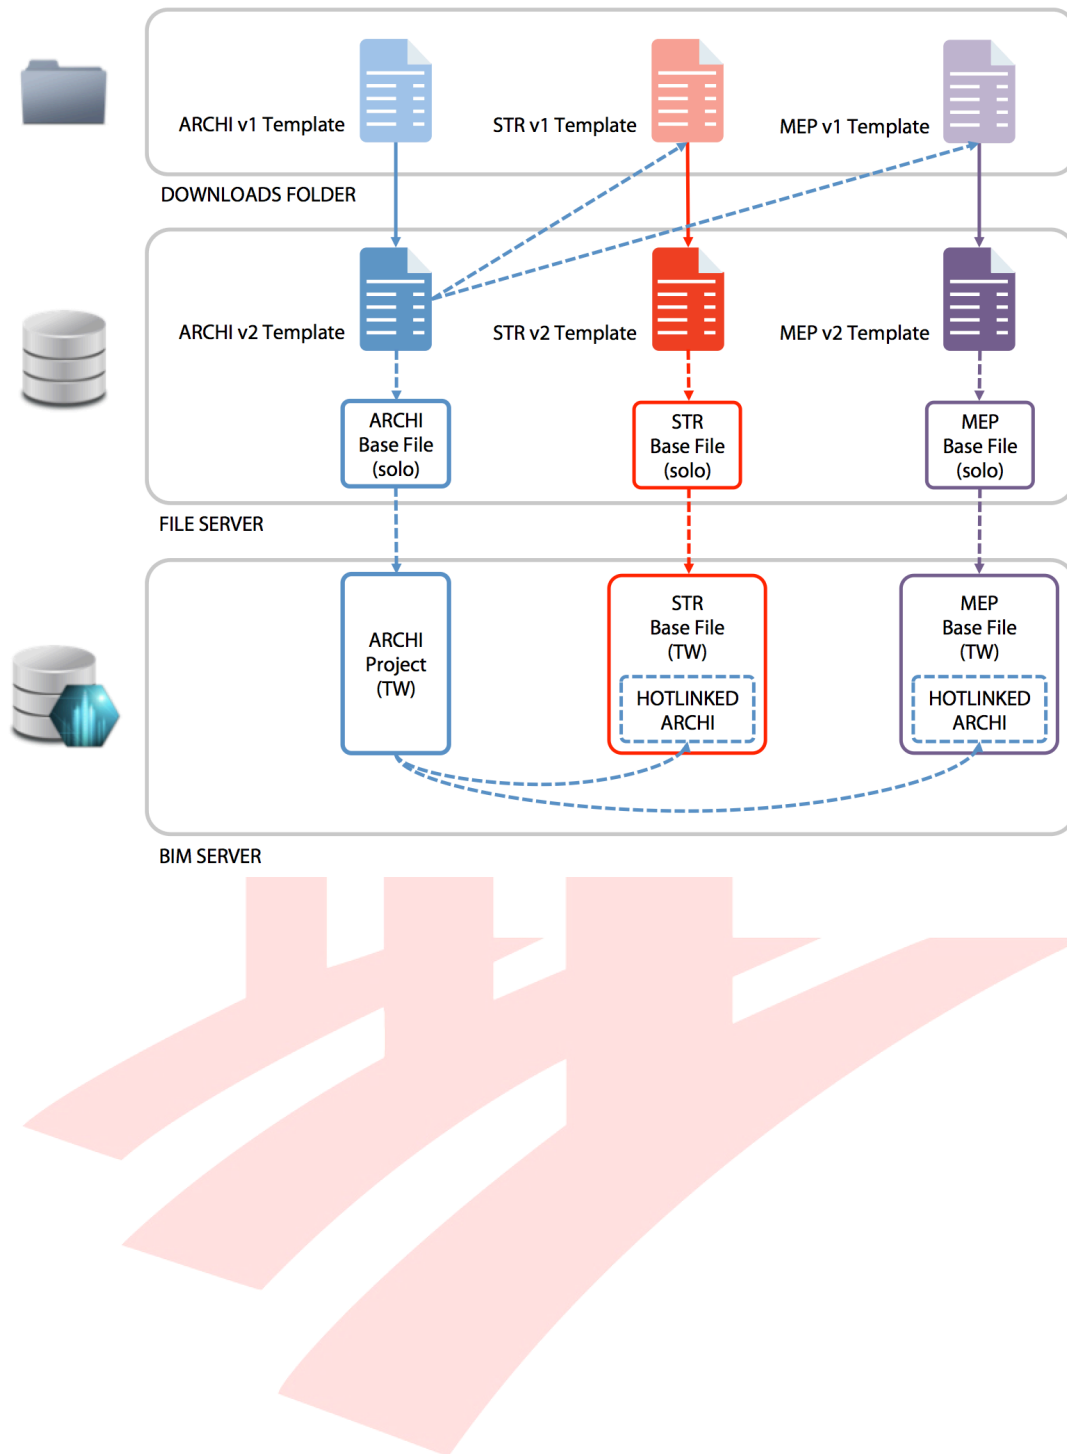 ARCHI v1 Template
STR v1 Template
MEP v1 Template
DOWNLOADS FOLDER
ARCHI v2 Template
STR v2 Template
MEP v2 Template
ARCHI
Base File
(solo)
STR
Base File
(solo)
MEP
Base File
(solo)
FILE SERVER
ARCHI
Project
(TW)
STR
Base File
(TW)
HOTLINKED
ARCHI
MEP
Base File
(TW)
HOTLINKED
ARCHI
BIM SERVER